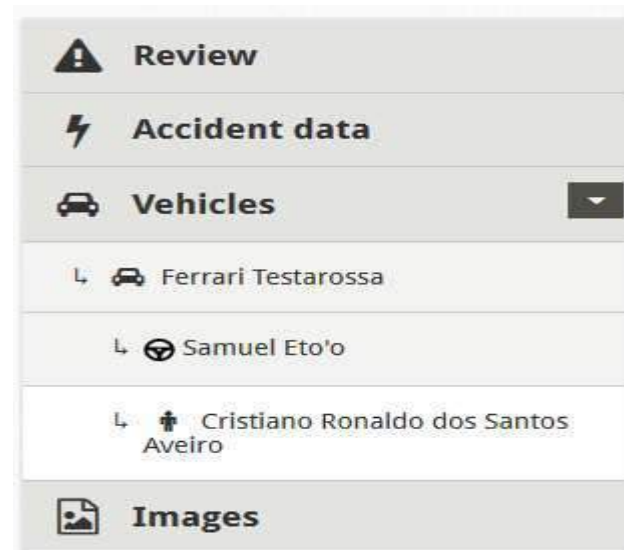 Review
Accident data
Vehicles
Ferrari Testarossa
Samuel Eto'o
Cristiano Ronaldo dos Santos
Aveiro
Images